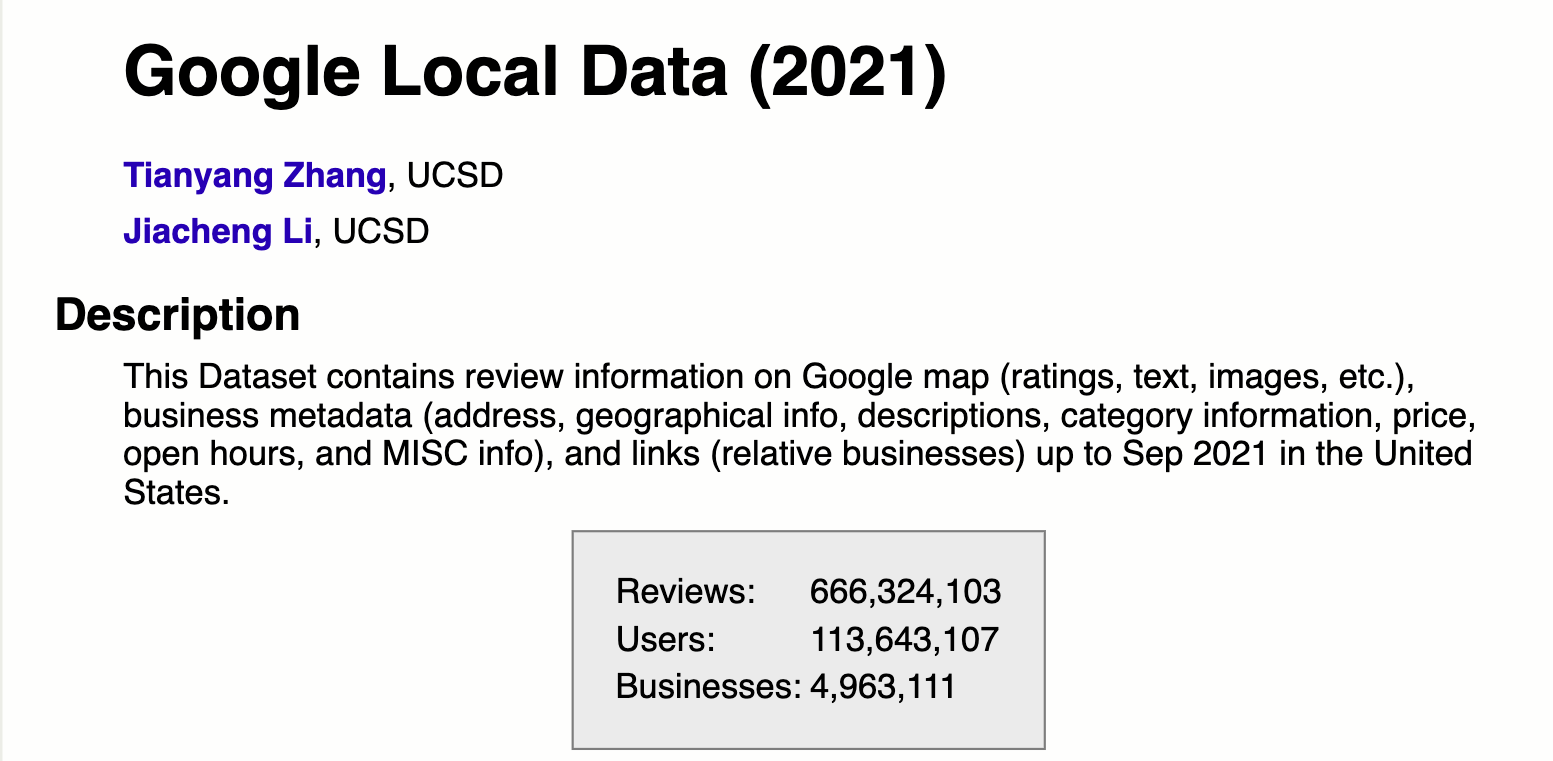 Google Local Data (2021)
Tianyang Zhang, UCSD
Jiacheng Li, UCSD
Description
This Dataset contains review information on Google map (ratings, text, images, etc.),
business metadata (address, geographical info, descriptions, category information, price,
open hours, and MISC info), and links (relative businesses) up to Sep 2021 in the United
States.
Reviews: 666,324,103
Users: 113,643,107
Businesses: 4,963,111